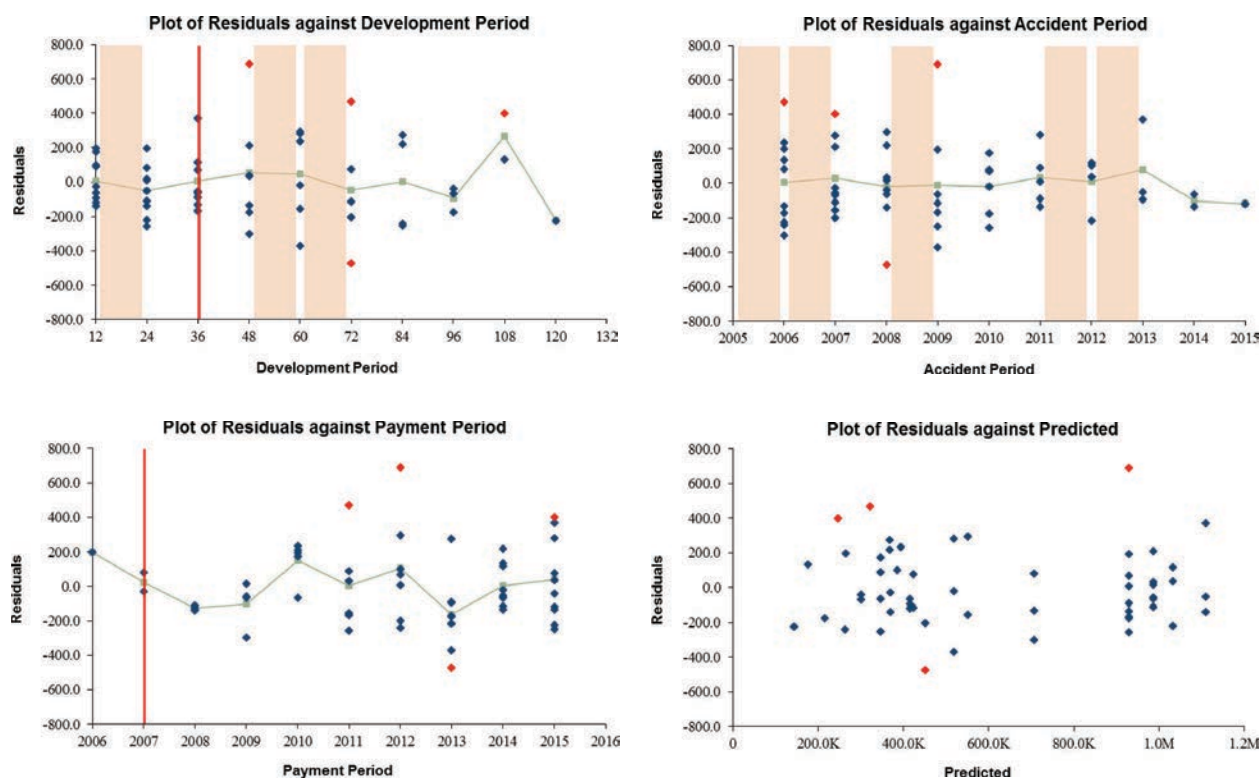 Plot of Residuals against Development Period
800.0
600.0
400.0
200.0
0.0
-200.0
-400.0
-600.0
-800.0
Residuals
12 24 36 48 60 72 84 96 108 120 132
Development Period
Plot of Residuals against Accident Period
800.0
600.0
400.0
200.0
0.0
-200.0
-400.0
-600.0
-800.0
Residuals
2005 2006 2007 2008 2009 2010 2011 2012 2013 2014 2015
Accident Period
Plot of Residuals against Payment Period
800.0
600.0
400.0
200.0
0.0
-200.0
-400.0
-600.0
-800.0
Residuals
2006 2007 2008 2009 2010 2011 2012 2013 2014 2015 2016
Payment Period
Plot of Residuals against Predicted
800.0
600.0
400.0
200.0
0.0
-200.0
-400.0
-600.0
-800.0
Residuals
0 200.0K 400.0K 600.0K 800.0K 1.0M 1.2M
Predicted